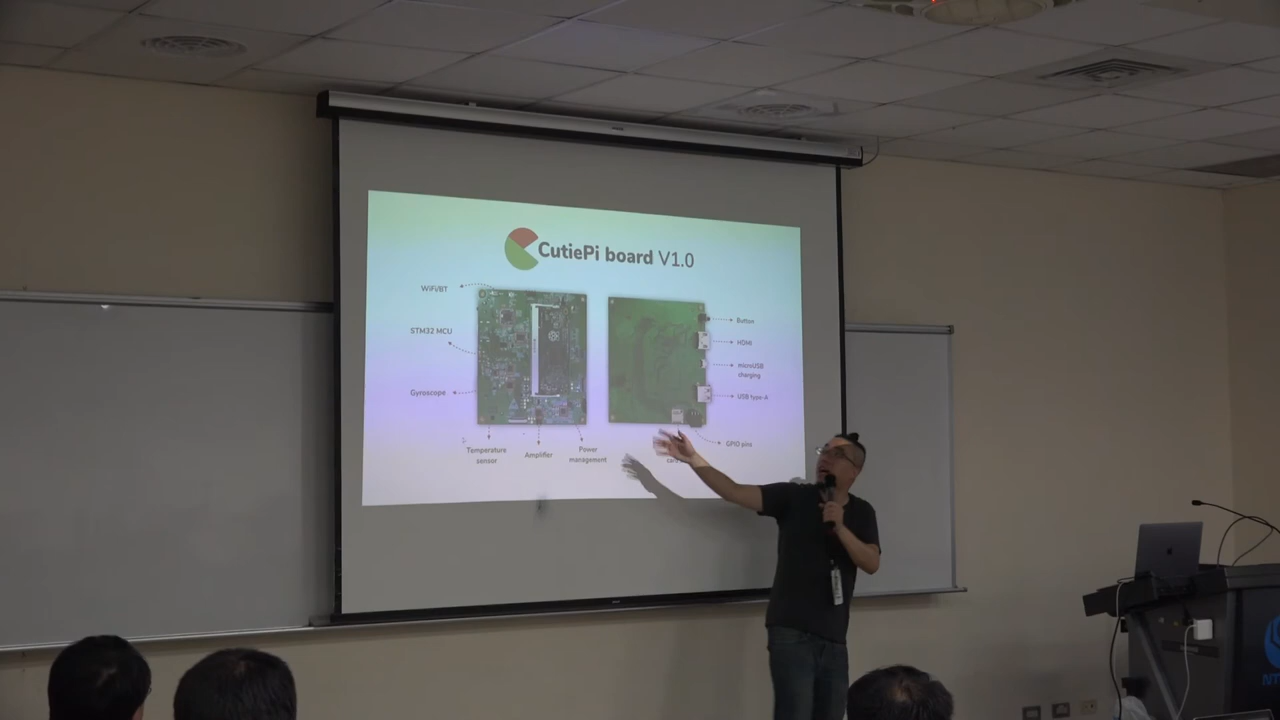 CutiePi board V1.0
WiFi/BT
STM32 MCU
Gyroscope
Temperature
sensor
Amplifier
Power
management
Button
HDMI
microUSB
charging
USB type-A
GPIO pins